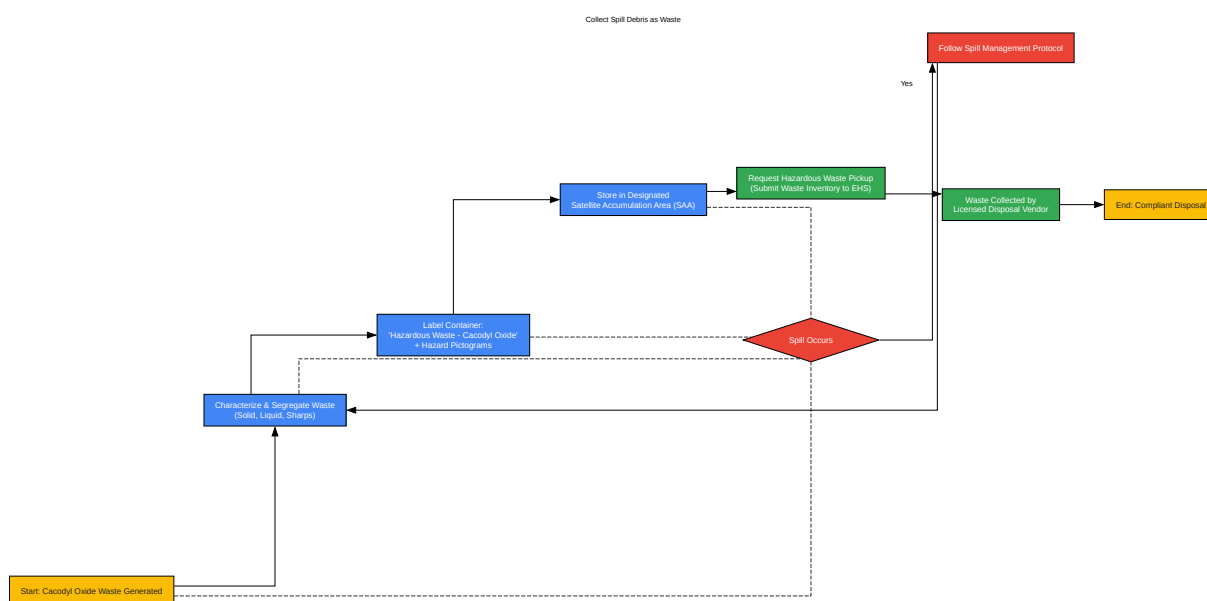 Collect Spill Debris as Waste
Follow Spill Management Protocol
Yes
Request Hazardous Waste Pickup
(Submit Waste Inventory to EHS)
Store in Designated
Satellite Accumulation Area (SAA)
Waste Collected by
Licensed Disposal Vendor
End: Compliant Disposal
Label Container:
'Hazardous Waste - Cacodyl Oxide'
+ Hazard Pictograms
Spill Occurs
Characterize & Segregate Waste
(Solid, Liquid, Sharps)
Start: Cacodyl Oxide Waste Generated